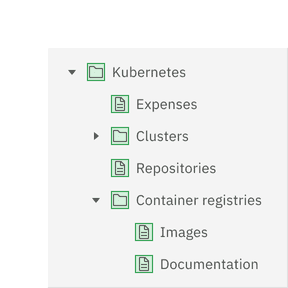 Kubernetes
Expenses
Clusters
Repositories
Container registries
Images
Documentation